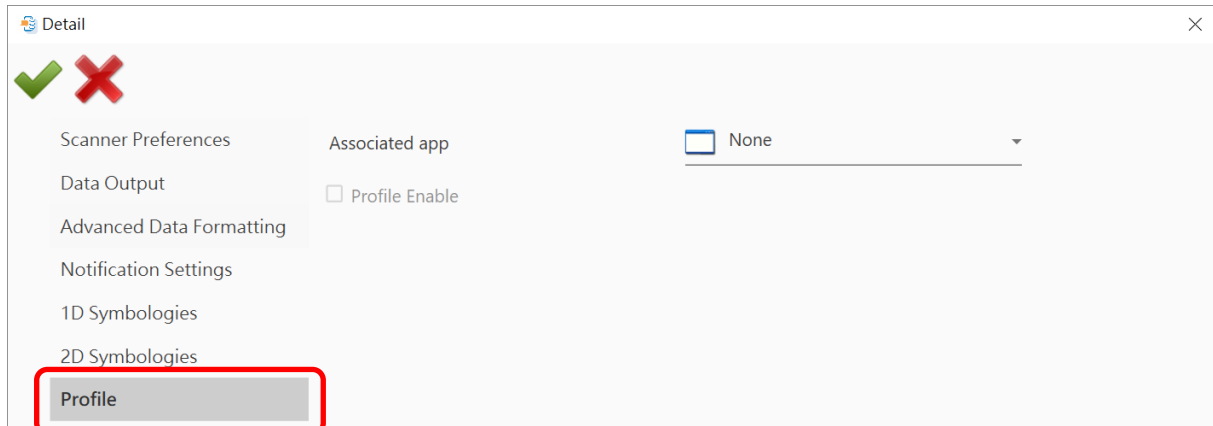 Detail
Scanner Preferences
Data Output
Advanced Data Formatting
Notification Settings
1D Symbologies
2D Symbologies
Profile
Associated app
None
Profile Enable